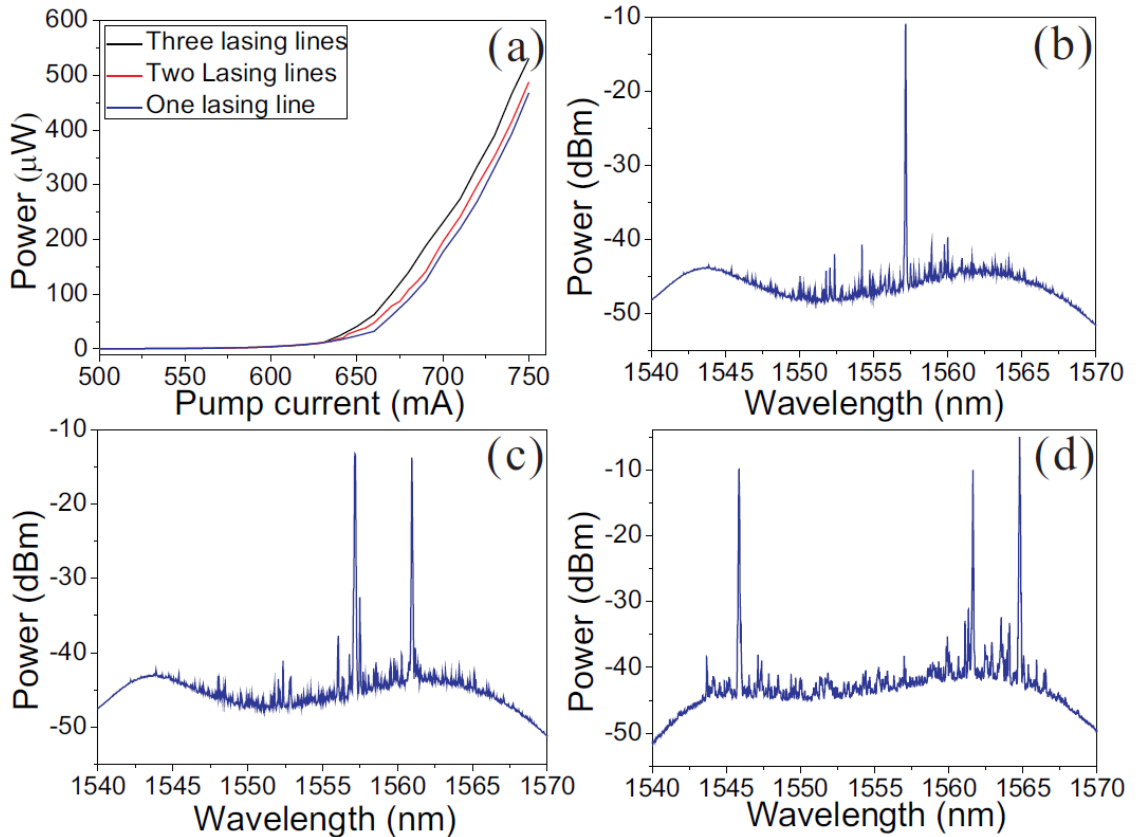 600
500
400
300
200
100
0
Power (μW)
Three lasing lines
Two Lasing lines
One lasing line
(a)
500 550 600 650 700 750
Pump current (mA)
-10
-20
-30
-40
-50
Power (dBm)
(b)
1540 1545 1550 1555 1560 1565 1570
Wavelength (nm)
-10
-20
-30
-40
-50
Power (dBm)
(c)
1540 1545 1550 1555 1560 1565 1570
Wavelength (nm)
-10
-20
-30
-40
-50
Power (dBm)
(d)
1540 1545 1550 1555 1560 1565 1570
Wavelength (nm)